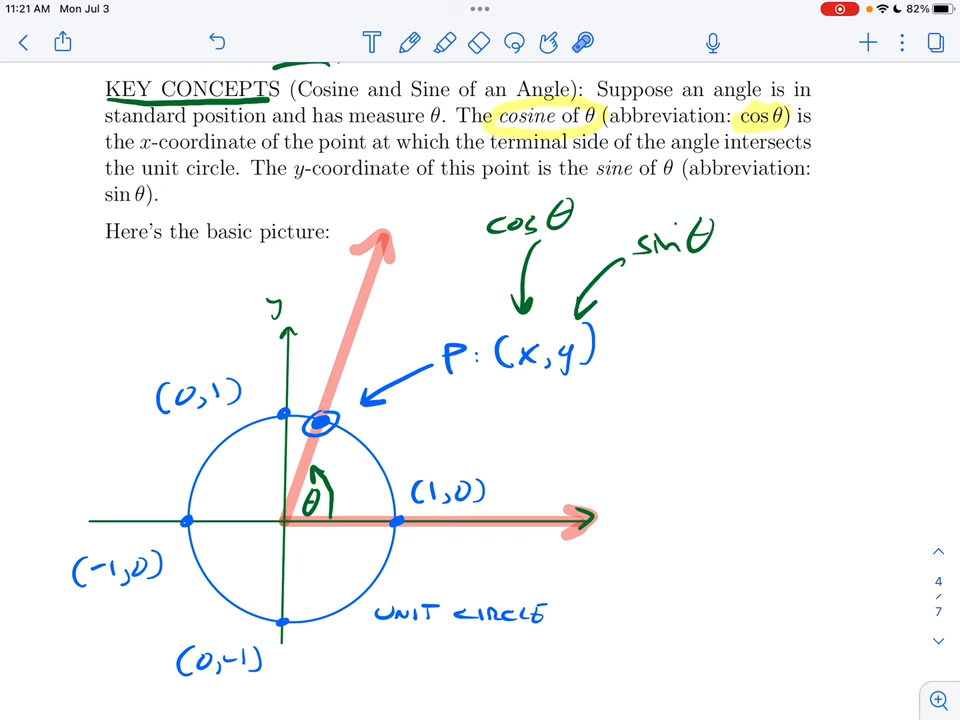 11:21 AM Mon Jul 3
82%
KEY CONCEPTS (Cosine and Sine of an Angle): Suppose an angle is in
standard position and has measure θ. The cosine of θ (abbreviation: cos θ) is
the x-coordinate of the point at which the terminal side of the angle intersects
the unit circle. The y-coordinate of this point is the sine of θ (abbreviation:
sin θ).
Here's the basic picture:
cos θ
sin θ
y
P: (x,y)
(0,1)
θ
(1,0)
(-1,0)
UNIT CIRCLE
(0,-1)
4
/
7